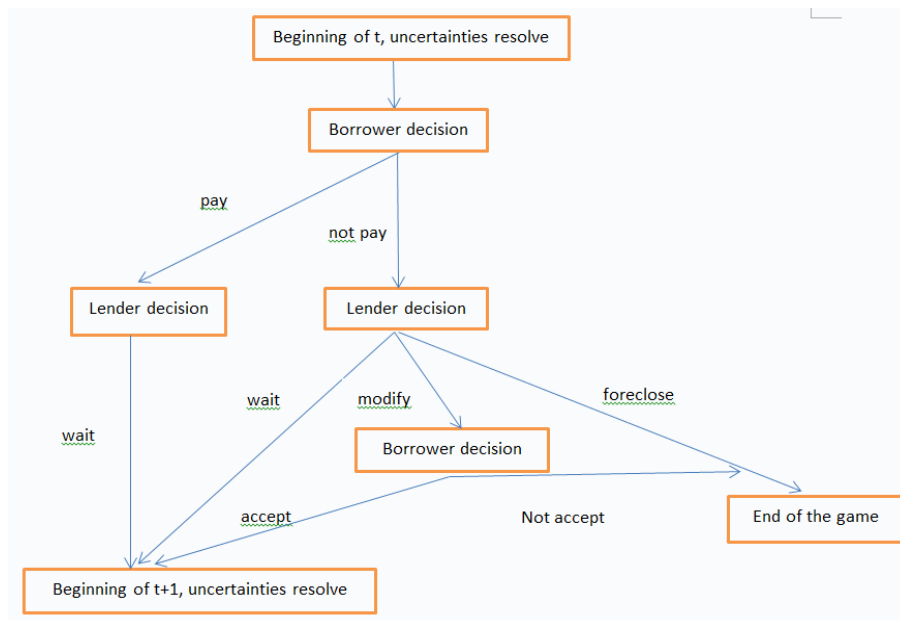 Beginning of t, uncertainties resolve
Borrower decision
pay
not pay
Lender decision
Lender decision
wait
modify
foreclose
wait
Borrower decision
accept
Not accept
End of the game
Beginning of t+1, uncertainties resolve